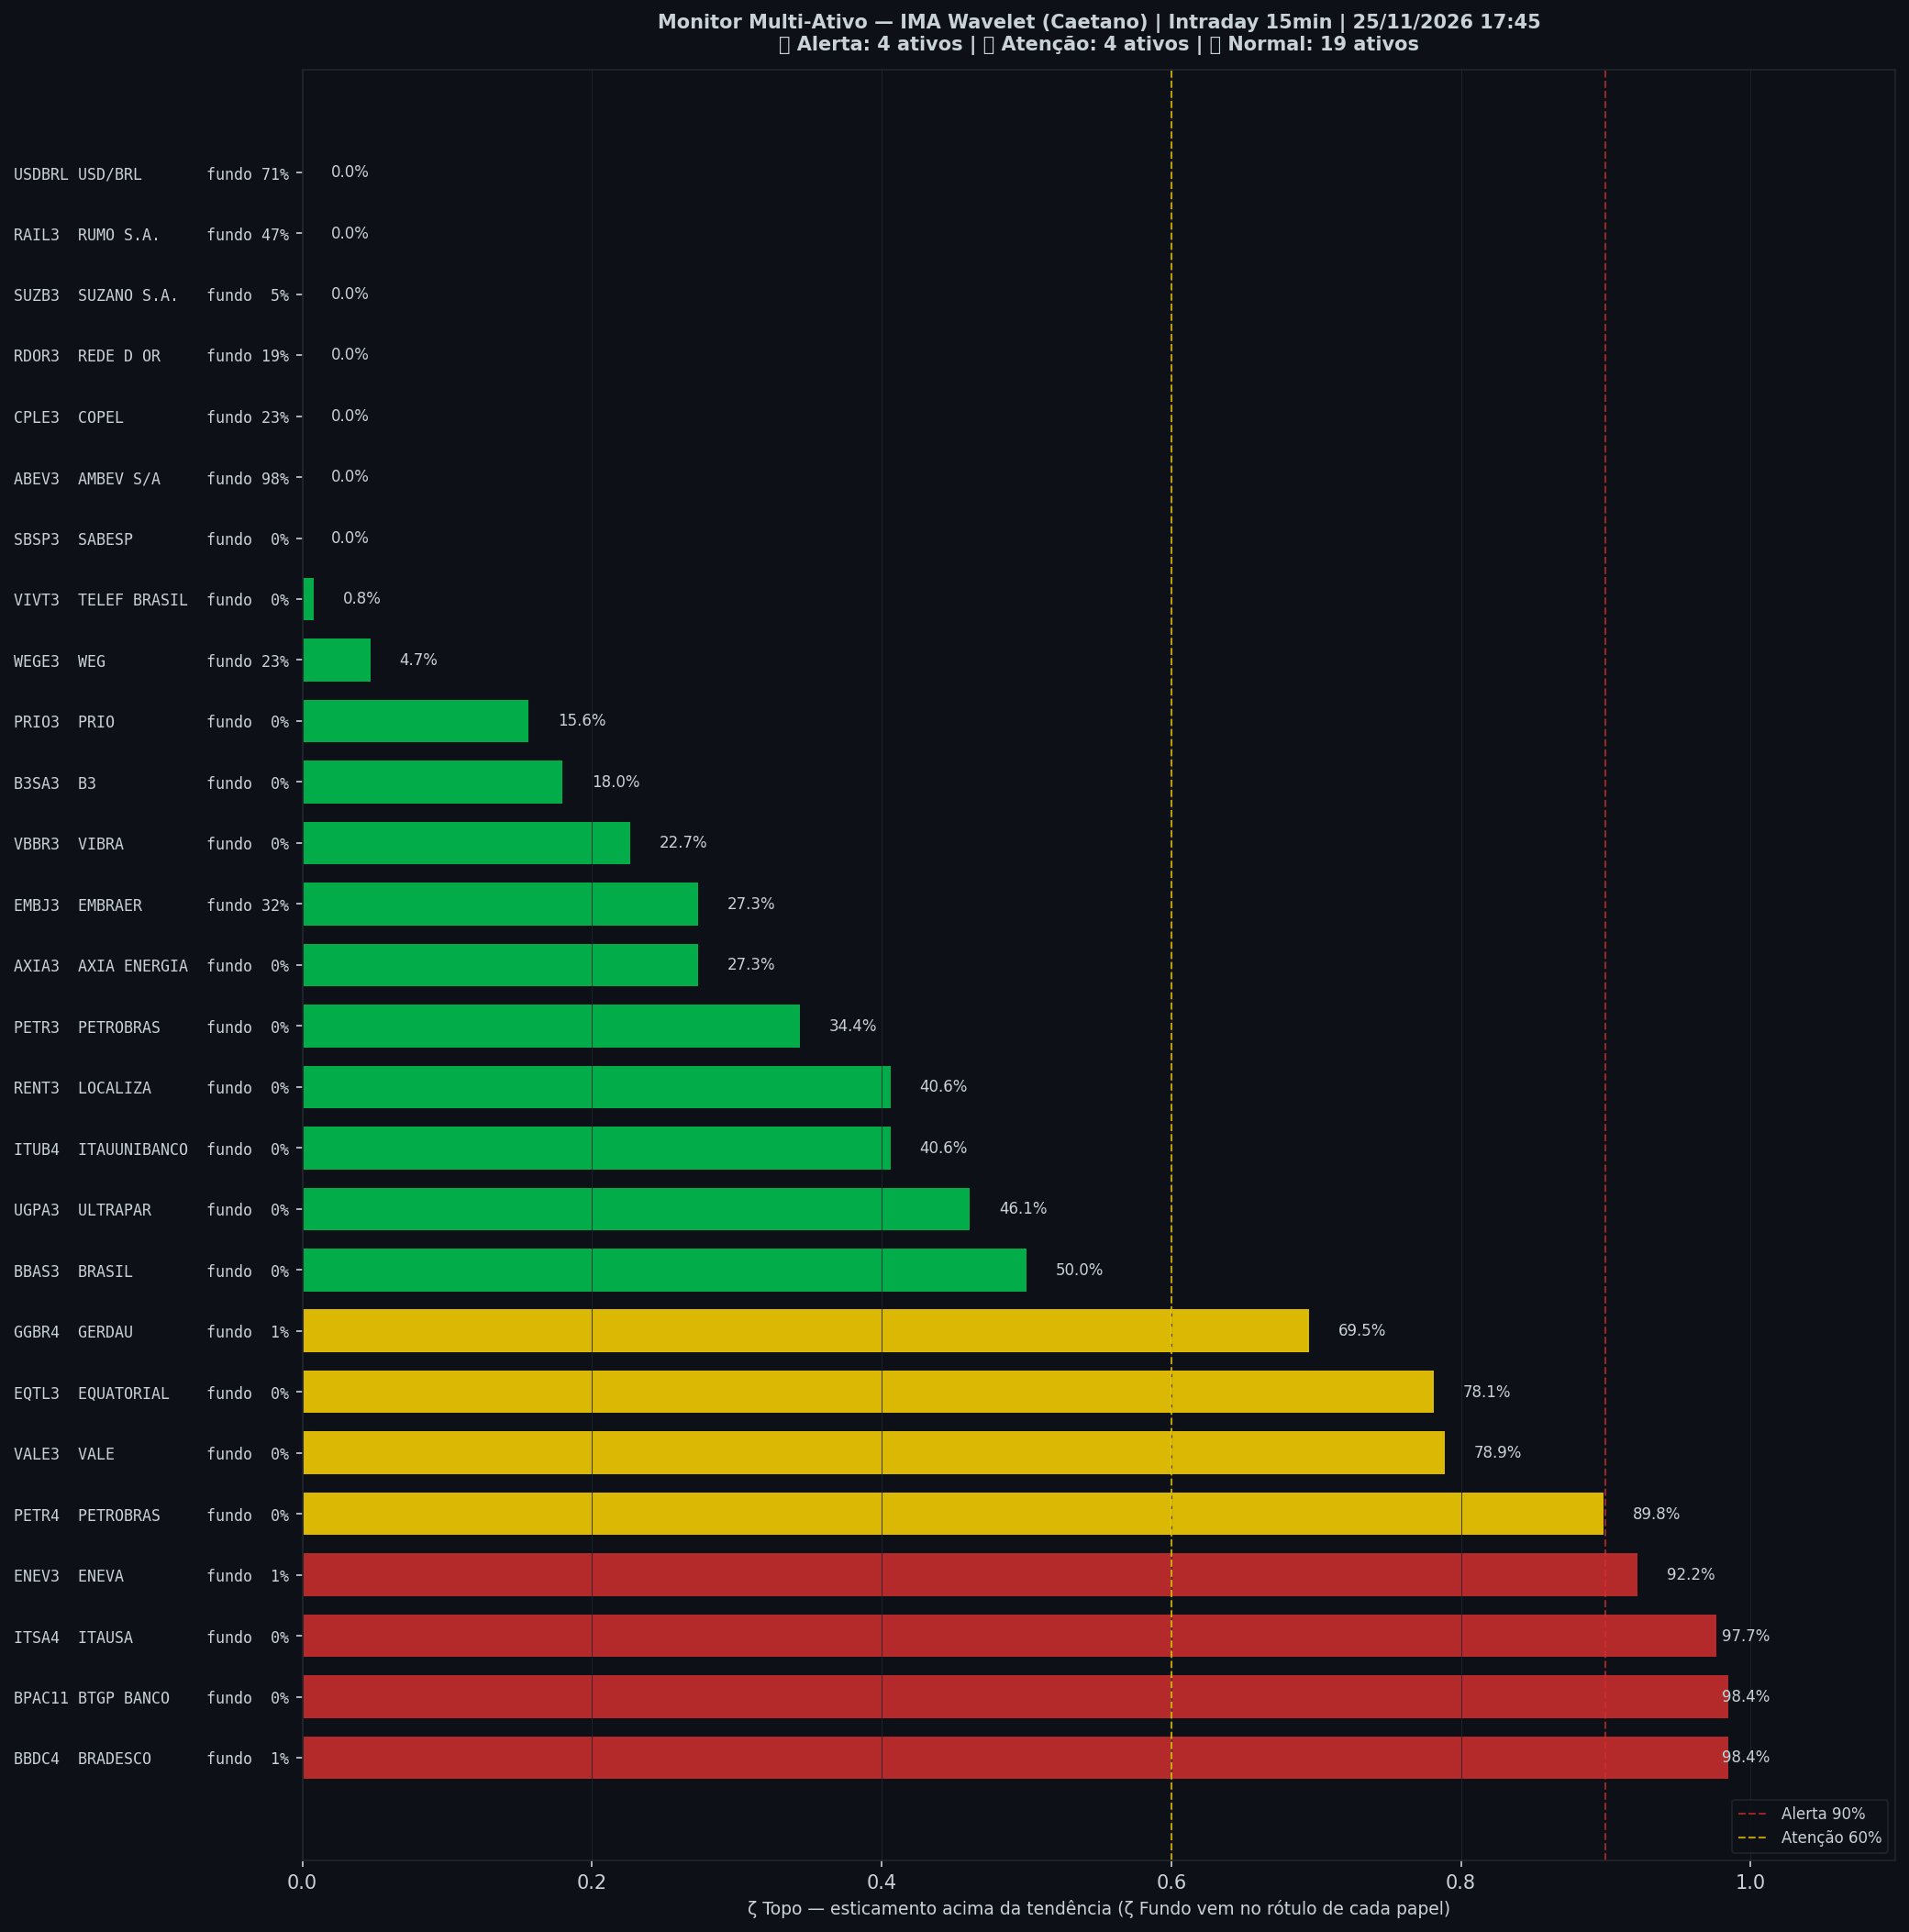 Monitor Multi-Ativo — IMA Wavelet (Caetano) | Intraday 15min | 25/11/2026 17:45
▯ Alerta: 4 ativos | ▯ Atenção: 4 ativos | ▯ Normal: 19 ativos
USDBRL USD/BRL fundo 71% 0.0%
RAIL3 RUMO S.A. fundo 47% 0.0%
SUZB3 SUZANO S.A. fundo 5% 0.0%
RDOR3 REDE D OR fundo 19% 0.0%
CPLE3 COPEL fundo 23% 0.0%
ABEV3 AMBEV S/A fundo 98% 0.0%
SBSP3 SABESP fundo 0% 0.0%
VIVT3 TELEF BRASIL fundo 0% 0.8%
WEGE3 WEG fundo 23% 4.7%
PRIO3 PRIO fundo 0% 15.6%
B3SA3 B3 fundo 0% 18.0%
VBBR3 VIBRA fundo 0% 22.7%
EMBJ3 EMBRAER fundo 32% 27.3%
AXIA3 AXIA ENERGIA fundo 0% 27.3%
PETR3 PETROBRAS fundo 0% 34.4%
RENT3 LOCALIZA fundo 0% 40.6%
ITUB4 ITAUUNIBANCO fundo 0% 40.6%
UGPA3 ULTRAPAR fundo 0% 46.1%
BBAS3 BRASIL fundo 0% 50.0%
GGBR4 GERDAU fundo 1% 69.5%
EQTL3 EQUATORIAL fundo 0% 78.1%
VALE3 VALE fundo 0% 78.9%
PETR4 PETROBRAS fundo 0% 89.8%
ENEV3 ENEVA fundo 1% 92.2%
ITSA4 ITAUSA fundo 0% 97.7%
BPAC11 BTGP BANCO fundo 0% 98.4%
BBDC4 BRADESCO fundo 1% 98.4%
Alerta 90%
Atenção 60%
0.0 0.2 0.4 0.6 0.8 1.0
ζ Topo — esticamento acima da tendência (ζ Fundo vem no rótulo de cada papel)